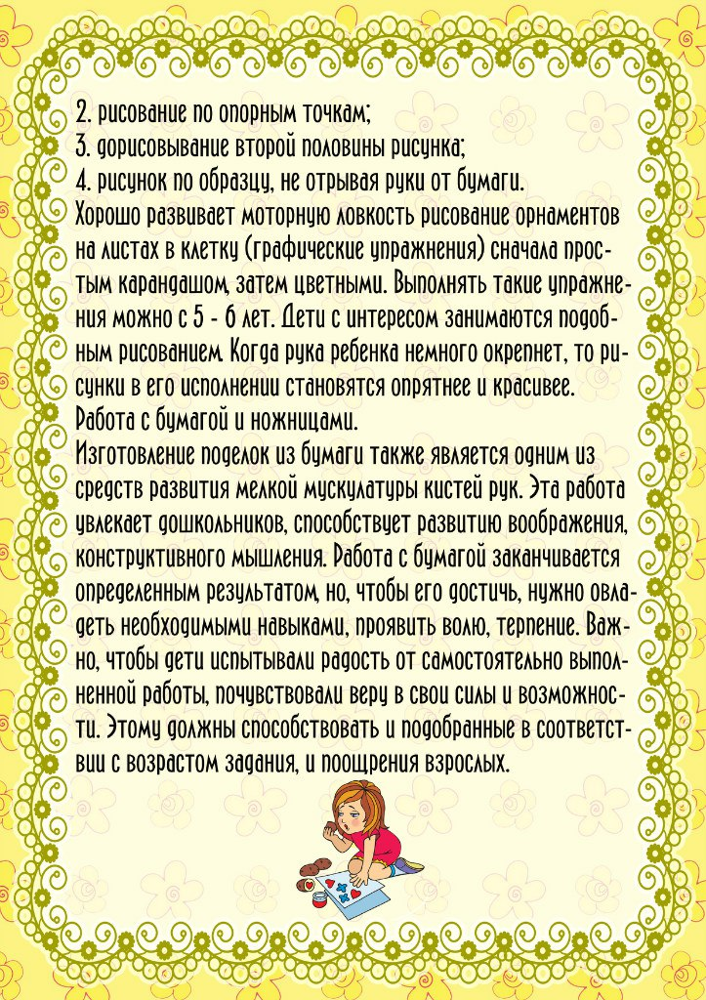 2. рисование по опорным точкам;
3. дорисовывание второй половины рисунка;
4. рисунок по образцу, не отрывая руки от бумаги.
Хорошо развивает моторную ловкость рисование орнаментов
на листах в клетку (графические упражнения) сначала прос-
тым карандашом, затем цветными. Выполнять такие упражне-
ния можно с 5 - 6 лет. Дети с интересом занимаются подоб-
ным рисованием. Когда рука ребенка немного окрепнет, то ри-
сунки в его исполнении становятся опрятнее и красивее.
Работа с бумагой и ножницами.
Изготовление поделок из бумаги также является одним из
средств развития мелкой мускулатуры кистей рук. Эта работа
увлекает дошкольников, способствует развитию воображения,
конструктивного мышления. Работа с бумагой заканчивается
определенным результатом, но, чтобы его достичь, нужно овла-
деть необходимыми навыками, проявить волю, терпение. Важ-
но, чтобы дети испытывали радость от самостоятельно выпол-
ненной работы, почувствовали веру в свои силы и возможнос-
ти. Этому должны способствовать и подобранные в соответст-
вии с возрастом задания, и поощрения взрослых.